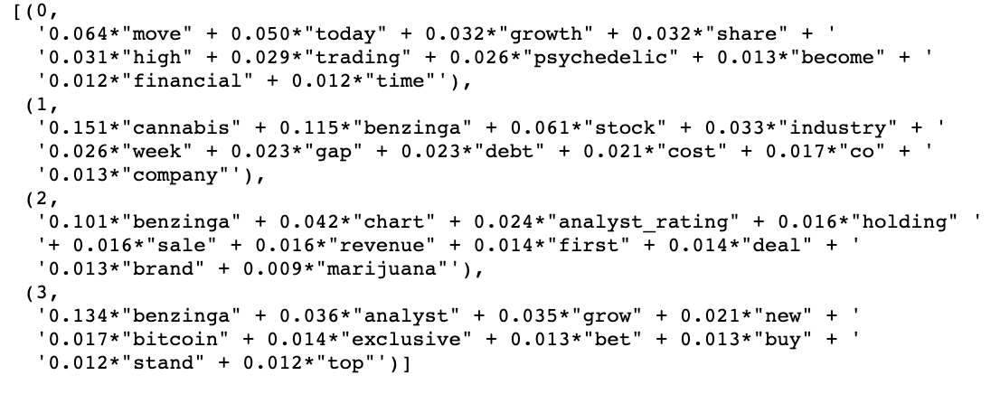 [(0,
'0.064*"move" + 0.050*"today" + 0.032*"growth" + 0.032*"share" + '
'0.031*"high" + 0.029*"trading" + 0.026*"psychedelic" + 0.013*"become" + '
'0.012*"financial" + 0.012*"time"'),
(1,
'0.151*"cannabis" + 0.115*"benzinga" + 0.061*"stock" + 0.033*"industry" + '
'0.026*"week" + 0.023*"gap" + 0.023*"debt" + 0.021*"cost" + 0.017*"co" + '
'0.013*"company"'),
(2,
'0.101*"benzinga" + 0.042*"chart" + 0.024*"analyst_rating" + 0.016*"holding" '
'+ 0.016*"sale" + 0.016*"revenue" + 0.014*"first" + 0.014*"deal" + '
'0.013*"brand" + 0.009*"marijuana"'),
(3,
'0.134*"benzinga" + 0.036*"analyst" + 0.035*"grow" + 0.021*"new" + '
'0.017*"bitcoin" + 0.014*"exclusive" + 0.013*"bet" + 0.013*"buy" + '
'0.012*"stand" + 0.012*"top"')]